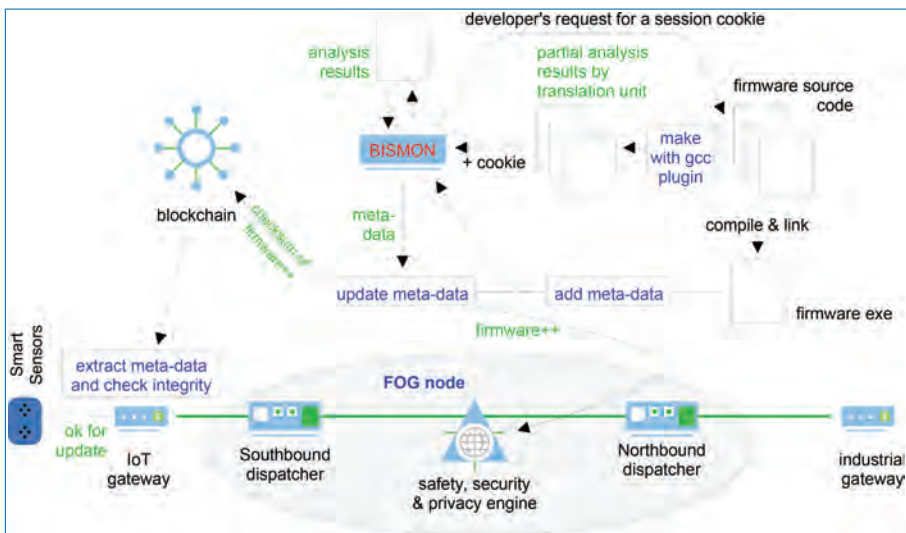 developer's request for a session cookie
analysis
results
partial analysis
results by
translation unit
firmware source
code
BISMON
+ cookie
make
with gcc
plugin
blockchain
checksum of
firmware++
meta-
data
compile & link
update meta-data
add meta-data
firmware exe
firmware++
Smart
Sensors
extract meta-data
and check integrity
FOG node
ok for
update
IoT
gateway
Southbound
dispatcher
safety, security
& privacy engine
Northbound
dispatcher
industrial
gateway